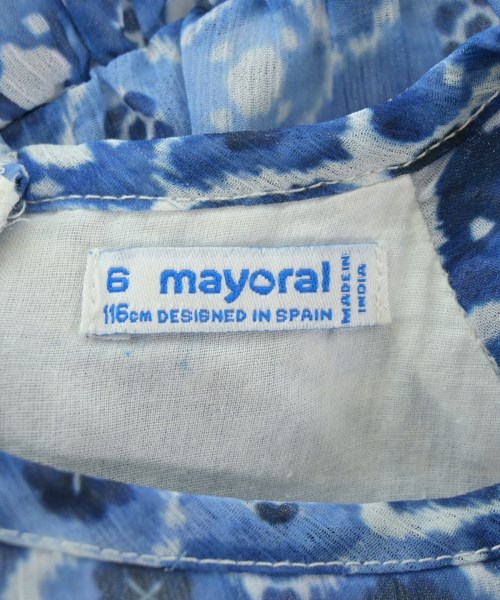 6 mayoral
116cm DESIGNED IN SPAIN
MADE IN:
INDIA